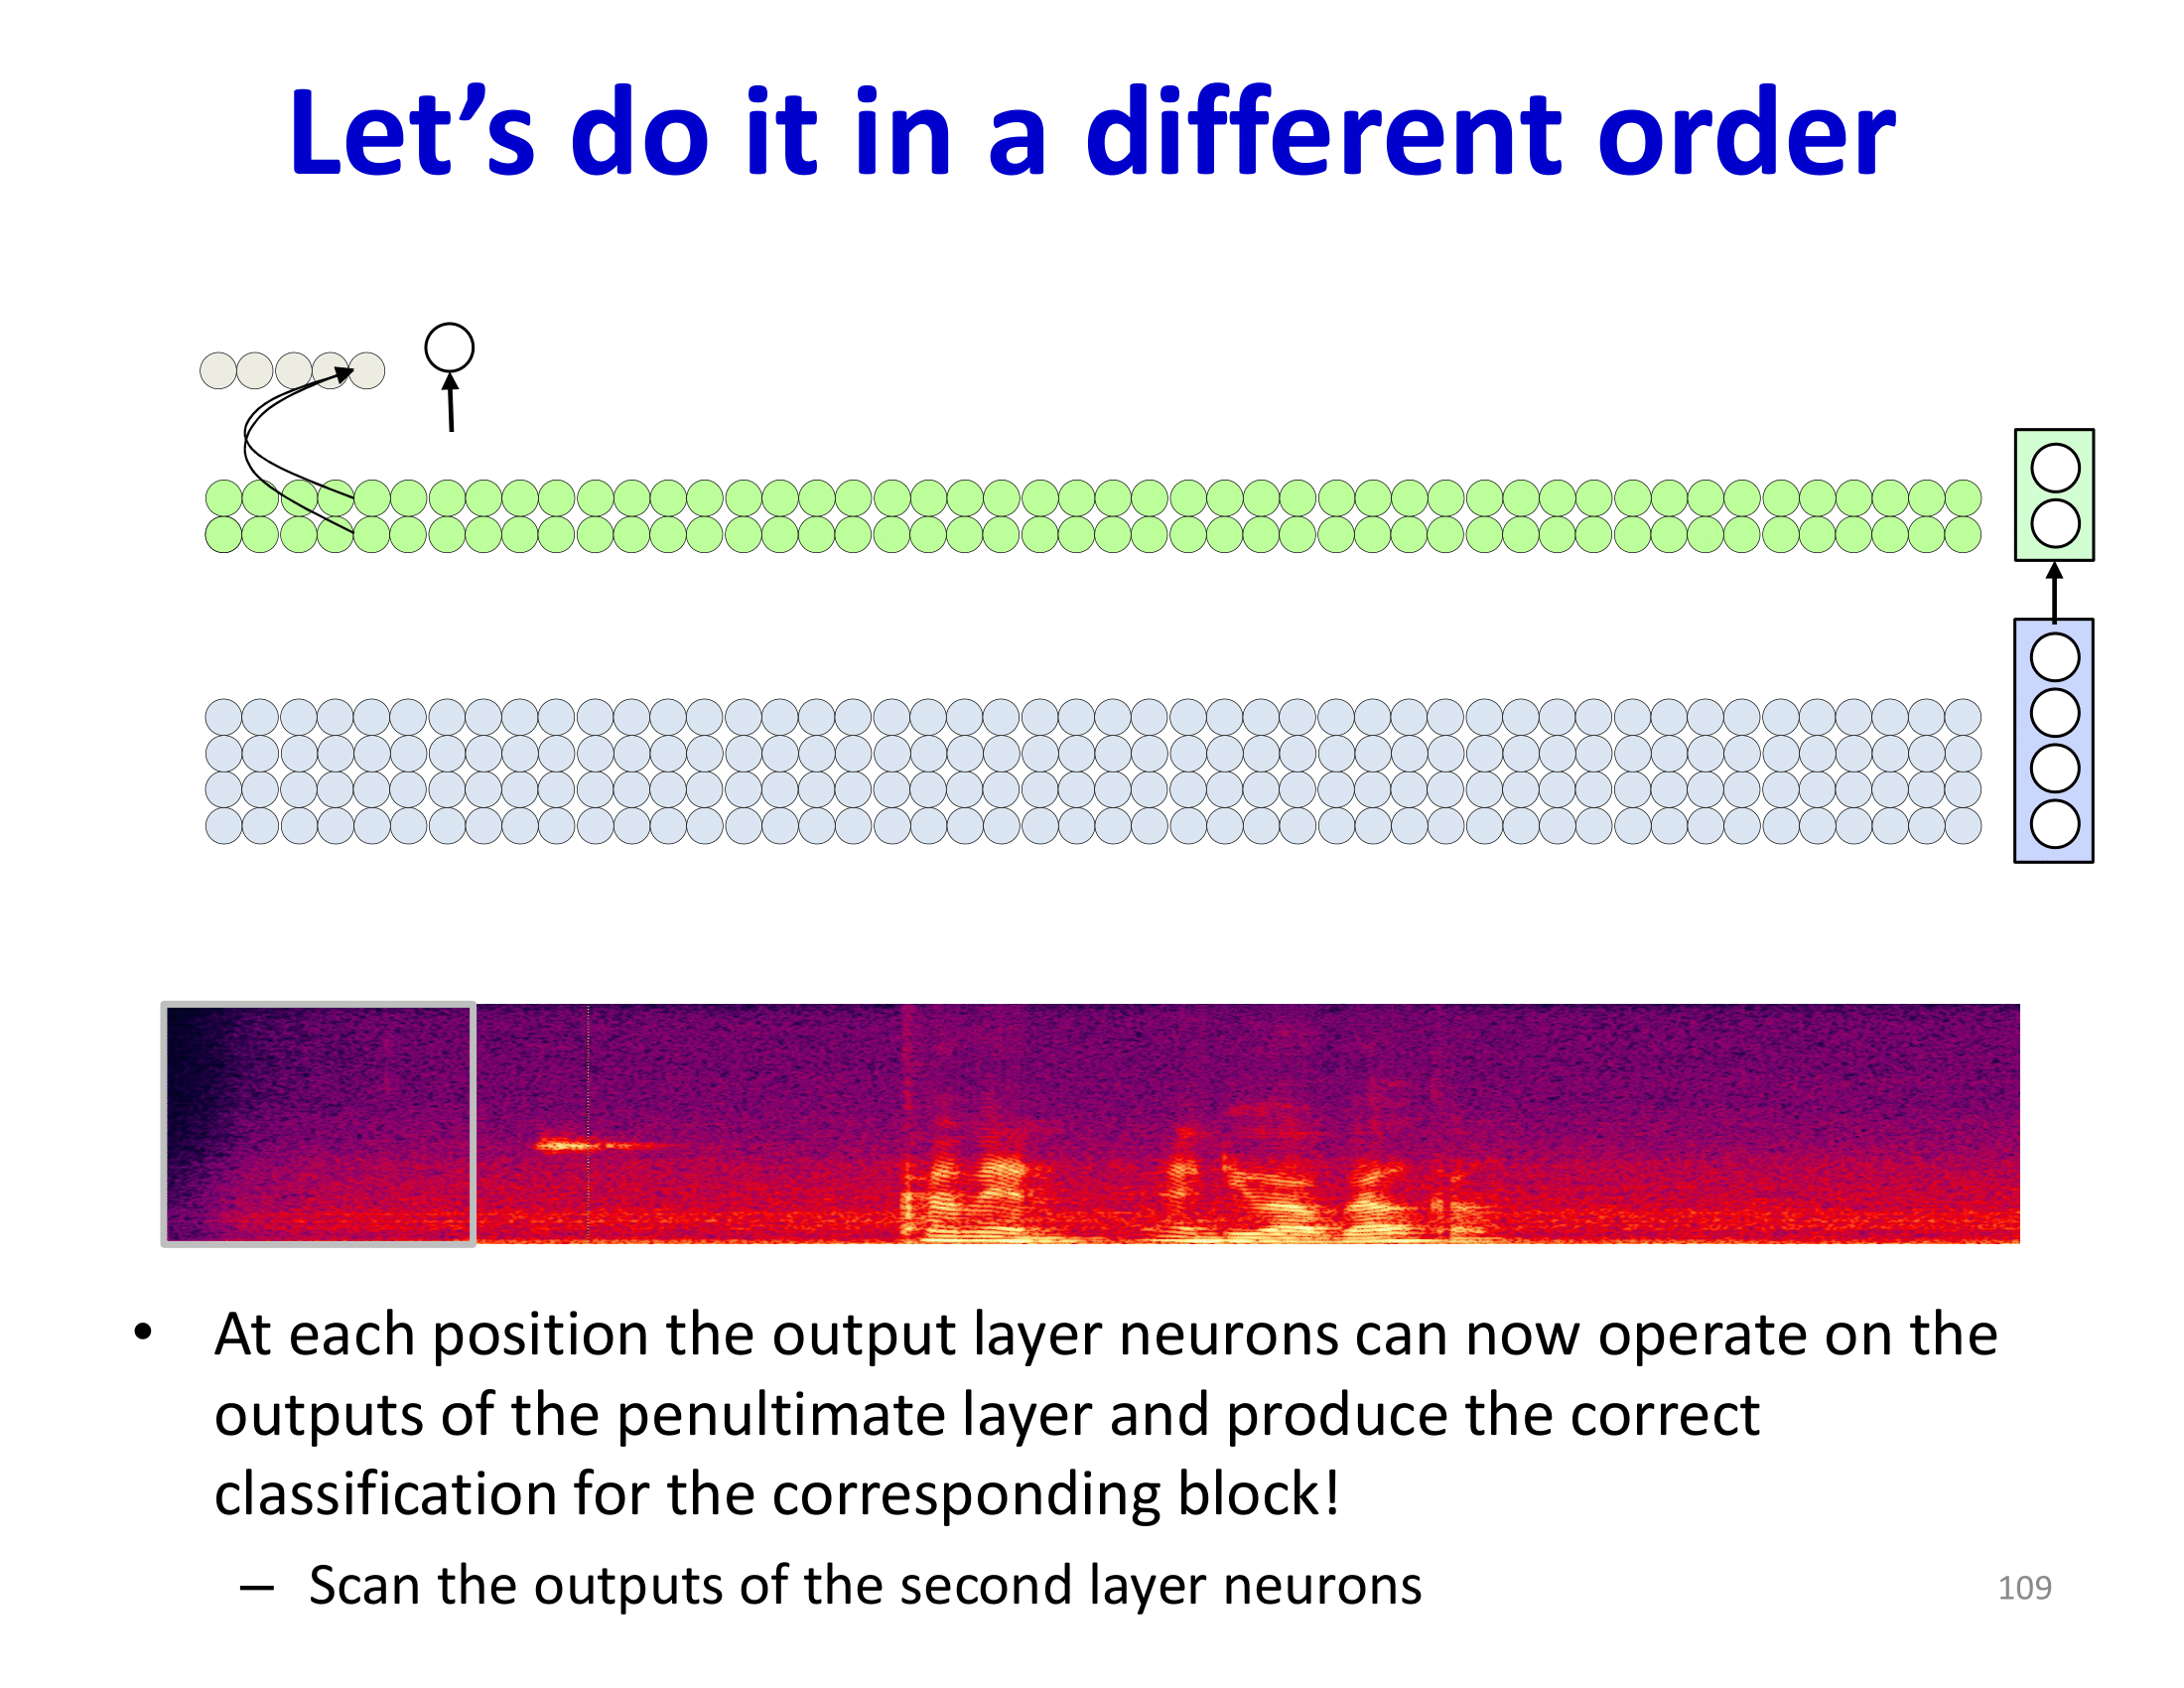 Let’s do it in a different order
• At each position the output layer neurons can now operate on the
outputs of the penultimate layer and produce the correct
classification for the corresponding block!
– Scan the outputs of the second layer neurons
109